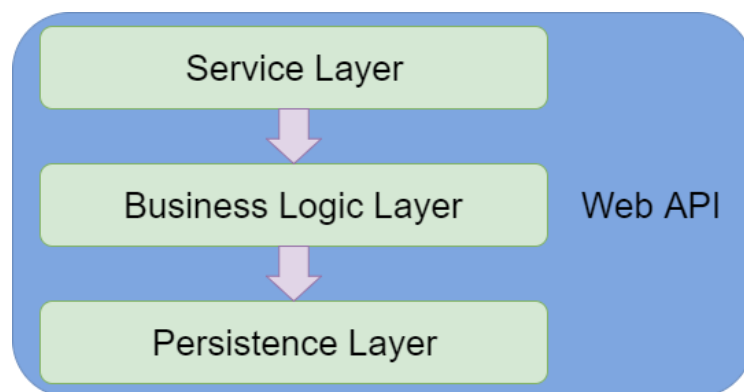 Service Layer
Business Logic Layer
Web API
Persistence Layer